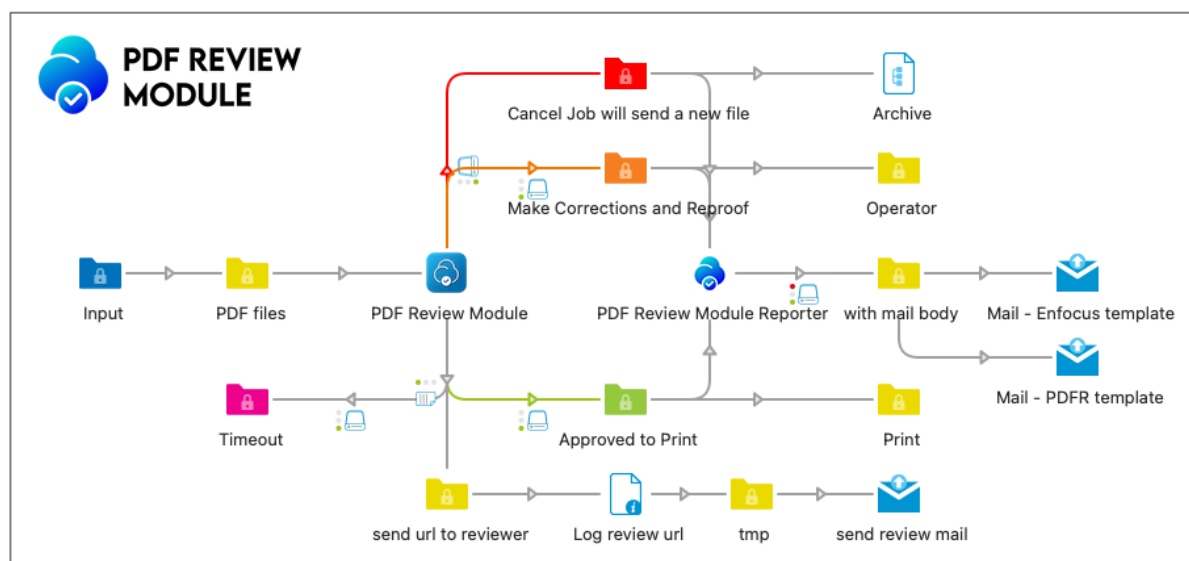 PDF REVIEW
MODULE
Cancel Job will send a new file
Archive
Make Corrections and Reproof
Operator
Input
PDF files
PDF Review Module
PDF Review Module Reporter
with mail body
Mail - Enfocus template
Mail - PDFR template
Timeout
Approved to Print
Print
send url to reviewer
Log review url
tmp
send review mail